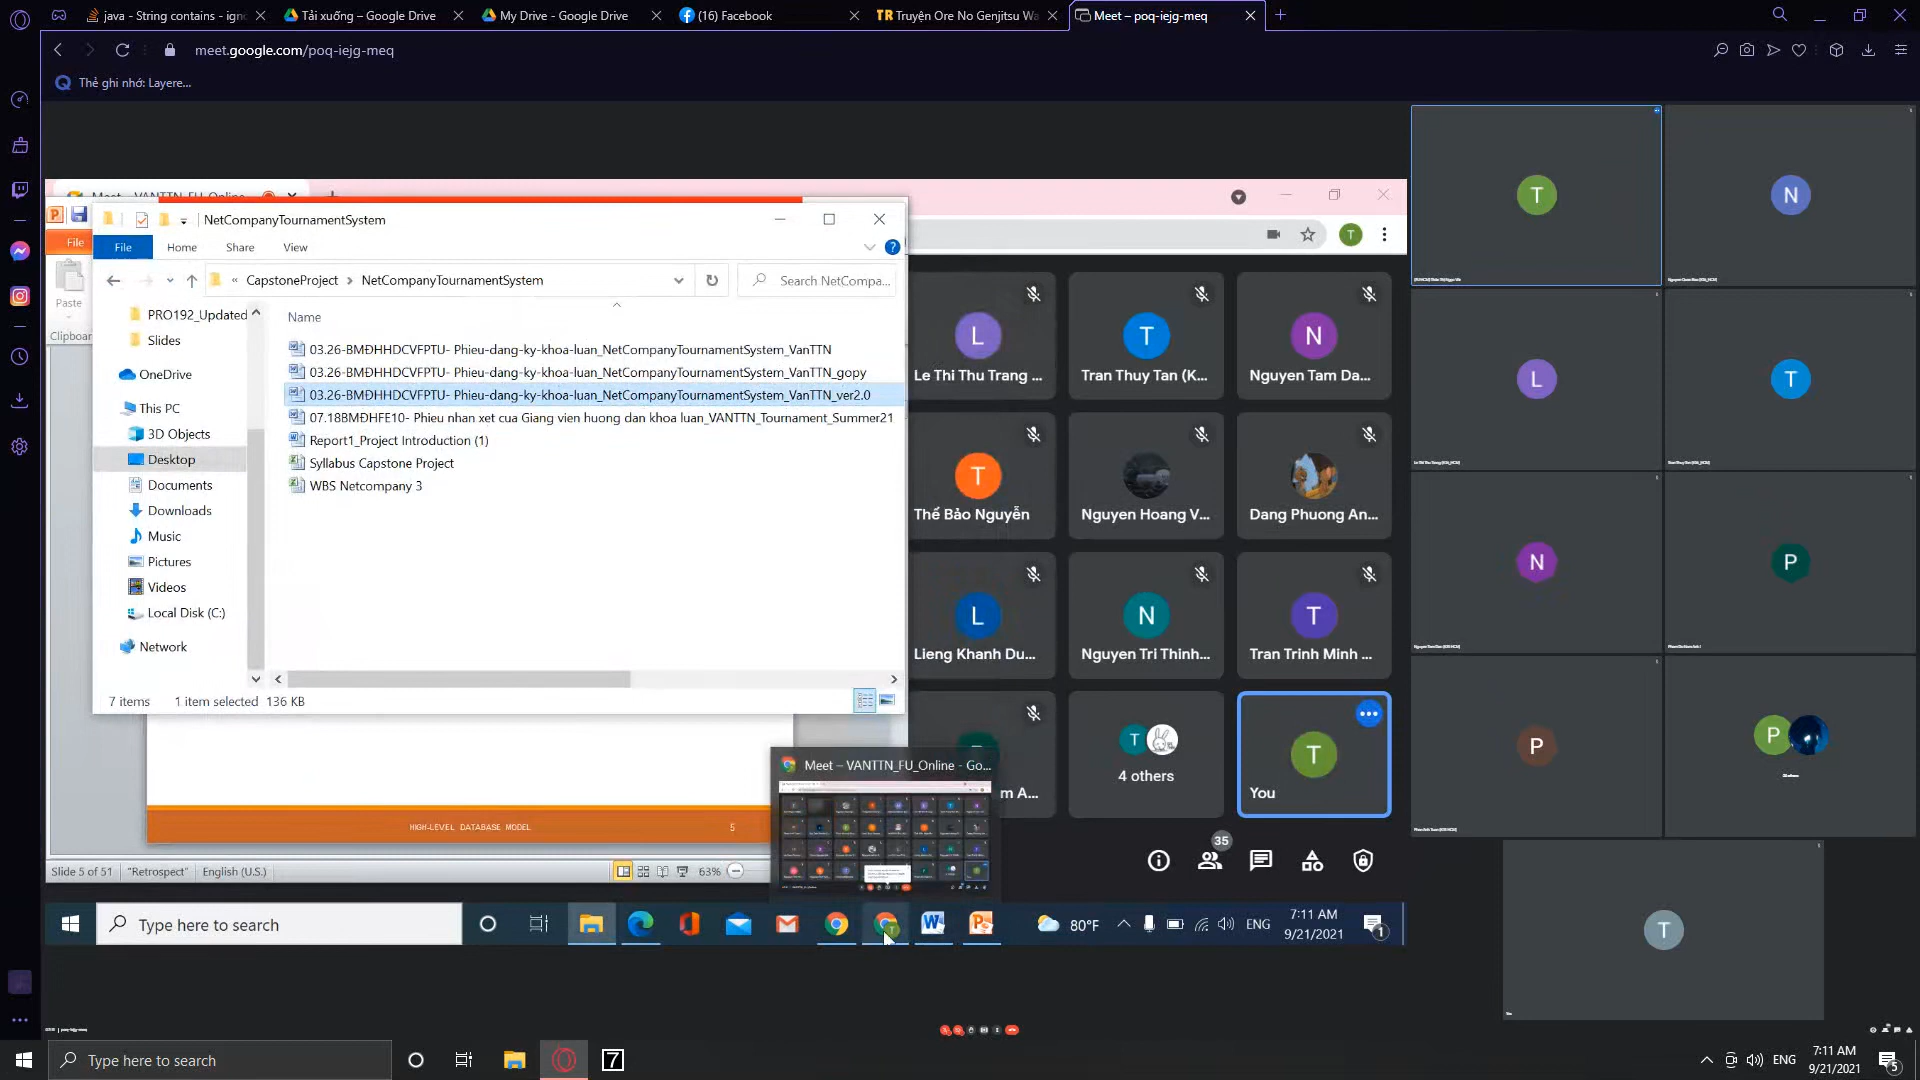 java - String contains - igno
Tải xuống – Google Drive
My Drive - Google Drive
(16) Facebook
Truyện Ore No Genjitsu Wa
Meet – poq-iejg-meq
meet.google.com/poq-iejg-meq
Thẻ ghi nhớ: Layere...
NetCompanyTournamentSystem
File
File
Home
Share
View
Paste
Clipboar
« CapstoneProject > NetCompanyTournamentSystem
Search NetCompa...
PRO192_Updated
Slides
OneDrive
This PC
3D Objects
Desktop
Documents
Downloads
Music
Pictures
Videos
Local Disk (C:)
Network
Name
03.26-BMĐHHDCVFPTU- Phieu-dang-ky-khoa-luan_NetCompanyTournamentSystem_VanTTN
03.26-BMĐHHDCVFPTU- Phieu-dang-ky-khoa-luan_NetCompanyTournamentSystem_VanTTN_gopy
03.26-BMĐHHDCVFPTU- Phieu-dang-ky-khoa-luan_NetCompanyTournamentSystem_VanTTN_ver2.0
07.18BMĐHFE10- Phieu nhan xet cua Giang vien huong dan khoa luan_VANTTN_Tournament_Summer21
Report1_Project Introduction (1)
Syllabus Capstone Project
WBS Netcompany 3
7 items
1 item selected 136 KB
T
L
Le Thi Thu Trang ...
T
Tran Thuy Tan (K...
N
Nguyen Tam Da...
T
Thế Bảo Nguyễn
Nguyen Hoang V...
Dang Phuong An...
L
Lieng Khanh Du...
N
Nguyen Tri Thinh...
T
Tran Trinh Minh ...
m A...
T
4 others
T
You
35
Meet – VANTTN_FU_Online - Go...
HIGH-LEVEL DATABASE MODEL
5
Slide 5 of 51
"Retrospect"
English (U.S.)
63%
Type here to search
80°F
ENG
7:11 AM
9/21/2021
1
T
N
L
T
N
P
P
P
T
Type here to search
7
ENG
7:11 AM
9/21/2021
5